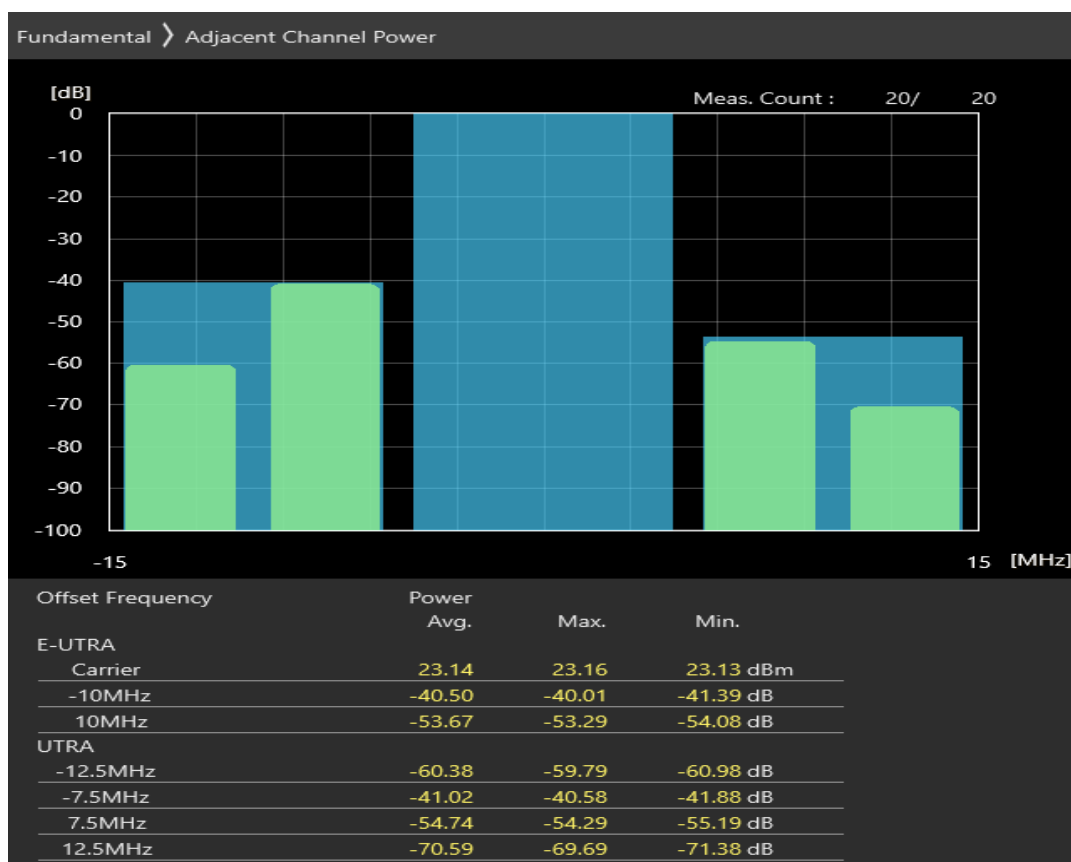 Fundamental ❯ Adjacent Channel Power
[dB]
Meas. Count : 20/ 20
0
-10
-20
-30
-40
-50
-60
-70
-80
-90
-100
-15 15 [MHz]
Offset Frequency Power
Avg. Max. Min.
E-UTRA
Carrier 23.14 23.16 23.13 dBm
-10MHz -40.50 -40.01 -41.39 dB
10MHz -53.67 -53.29 -54.08 dB
UTRA
-12.5MHz -60.38 -59.79 -60.98 dB
-7.5MHz -41.02 -40.58 -41.88 dB
7.5MHz -54.74 -54.29 -55.19 dB
12.5MHz -70.59 -69.69 -71.38 dB